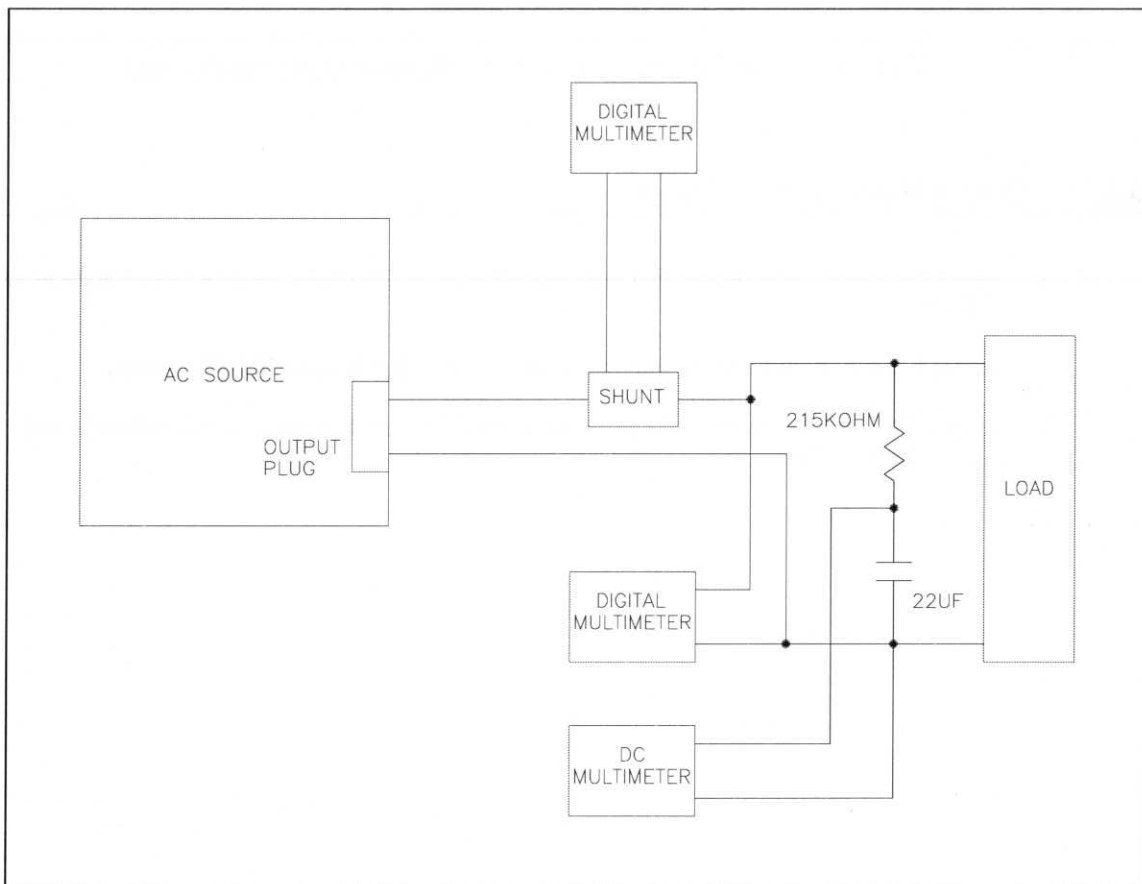 DIGITAL
MULTIMETER
AC SOURCE
OUTPUT
PLUG
SHUNT
215KOHM
LOAD
22UF
DIGITAL
MULTIMETER
DC
MULTIMETER